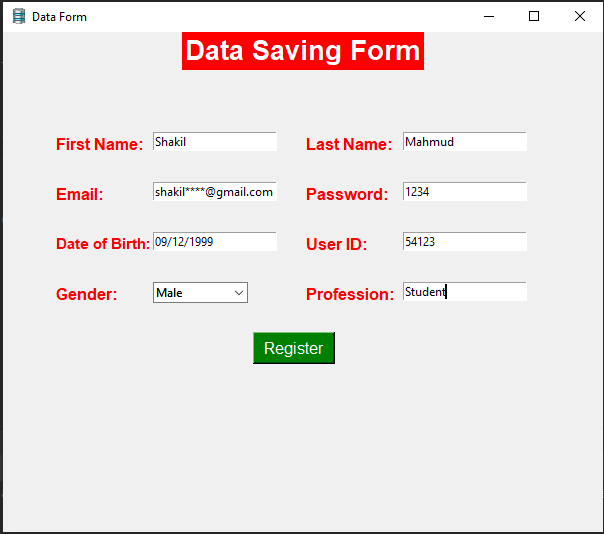 Data Form
Data Saving Form
First Name: Shakil Last Name: Mahmud
Email: shakil****@gmail.com Password: 1234
Date of Birth: 09/12/1999 User ID: 54123
Gender: Male Profession: Student
Register